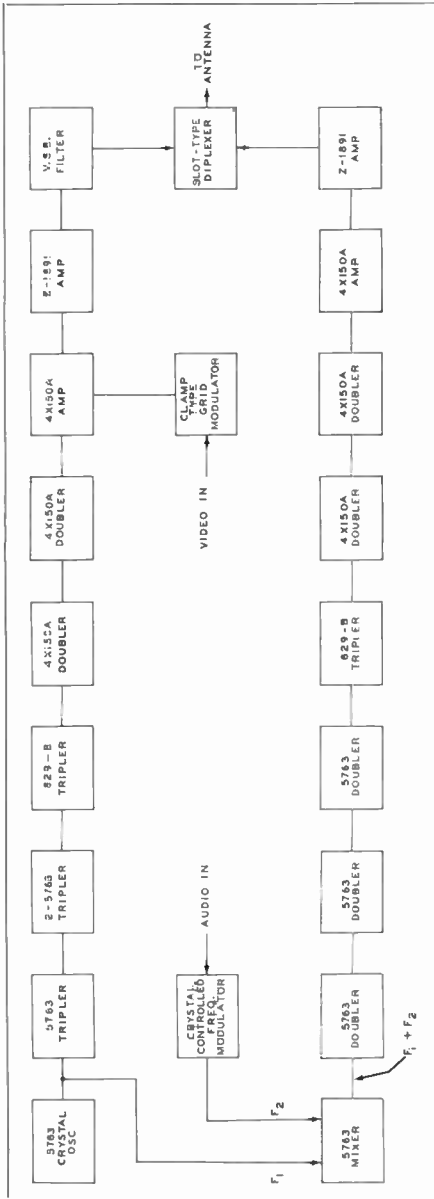 5763
CRYSTAL
OSC
5763
TRIPLER
2-5763
TRIPLER
829-B
TRIPLER
4X150A
DOUBLER
4X150A
DOUBLER
4X150A
AMP
Z-1891
AMP
V.S.B.
FILTER
CRYSTAL
CONTROLLED
FREQ.
MODULATOR
AUDIO IN
VIDEO IN
CLAMP
TYPE
GRID
MODULATOR
SLOT-TYPE
DIPLEXER
TO
ANTENNA
F1
F2
5763
MIXER
F1 + F2
5763
DOUBLER
5763
DOUBLER
5763
DOUBLER
829-B
TRIPLER
4X150A
DOUBLER
4X150A
DOUBLER
4X150A
AMP
Z-1891
AMP